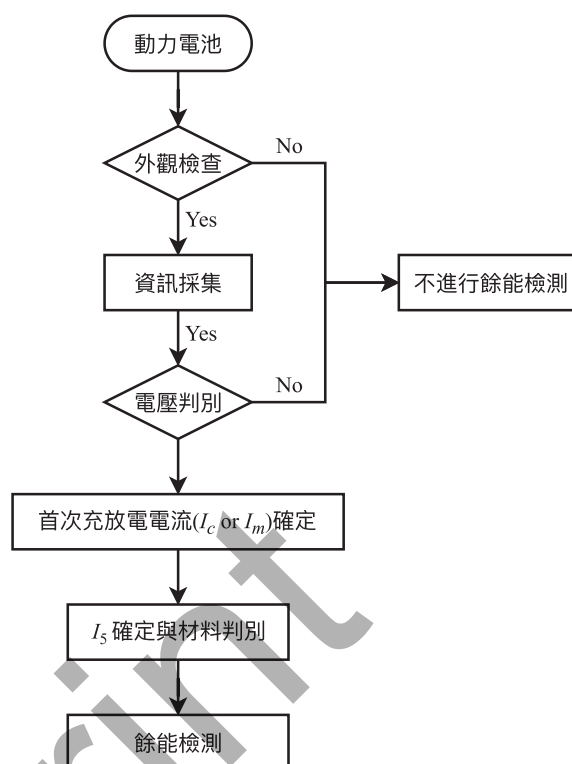 動力電池
外觀檢查
No
Yes
資訊採集
不進行餘能檢測
Yes
電壓判別
No
首次充放電電流(Ic or Im)確定
I5 確定與材料判別
餘能檢測
rint